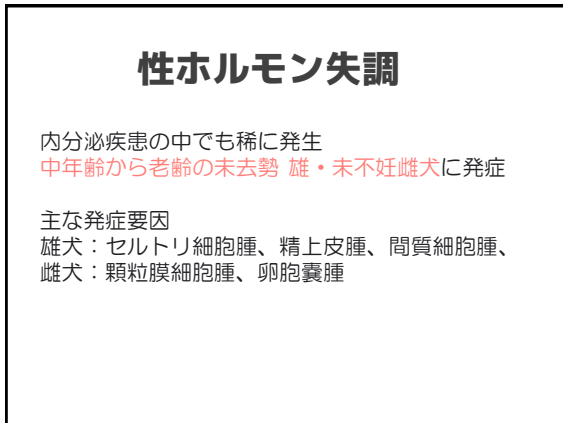 性ホルモン失調
内分泌疾患の中でも稀に発生
中年齢から老齢の未去勢 雄・未不妊雌犬に発症
主な発症要因
雄犬：セルトリ細胞腫、精上皮腫、間質細胞腫、
雌犬：顆粒膜細胞腫、卵胞嚢腫